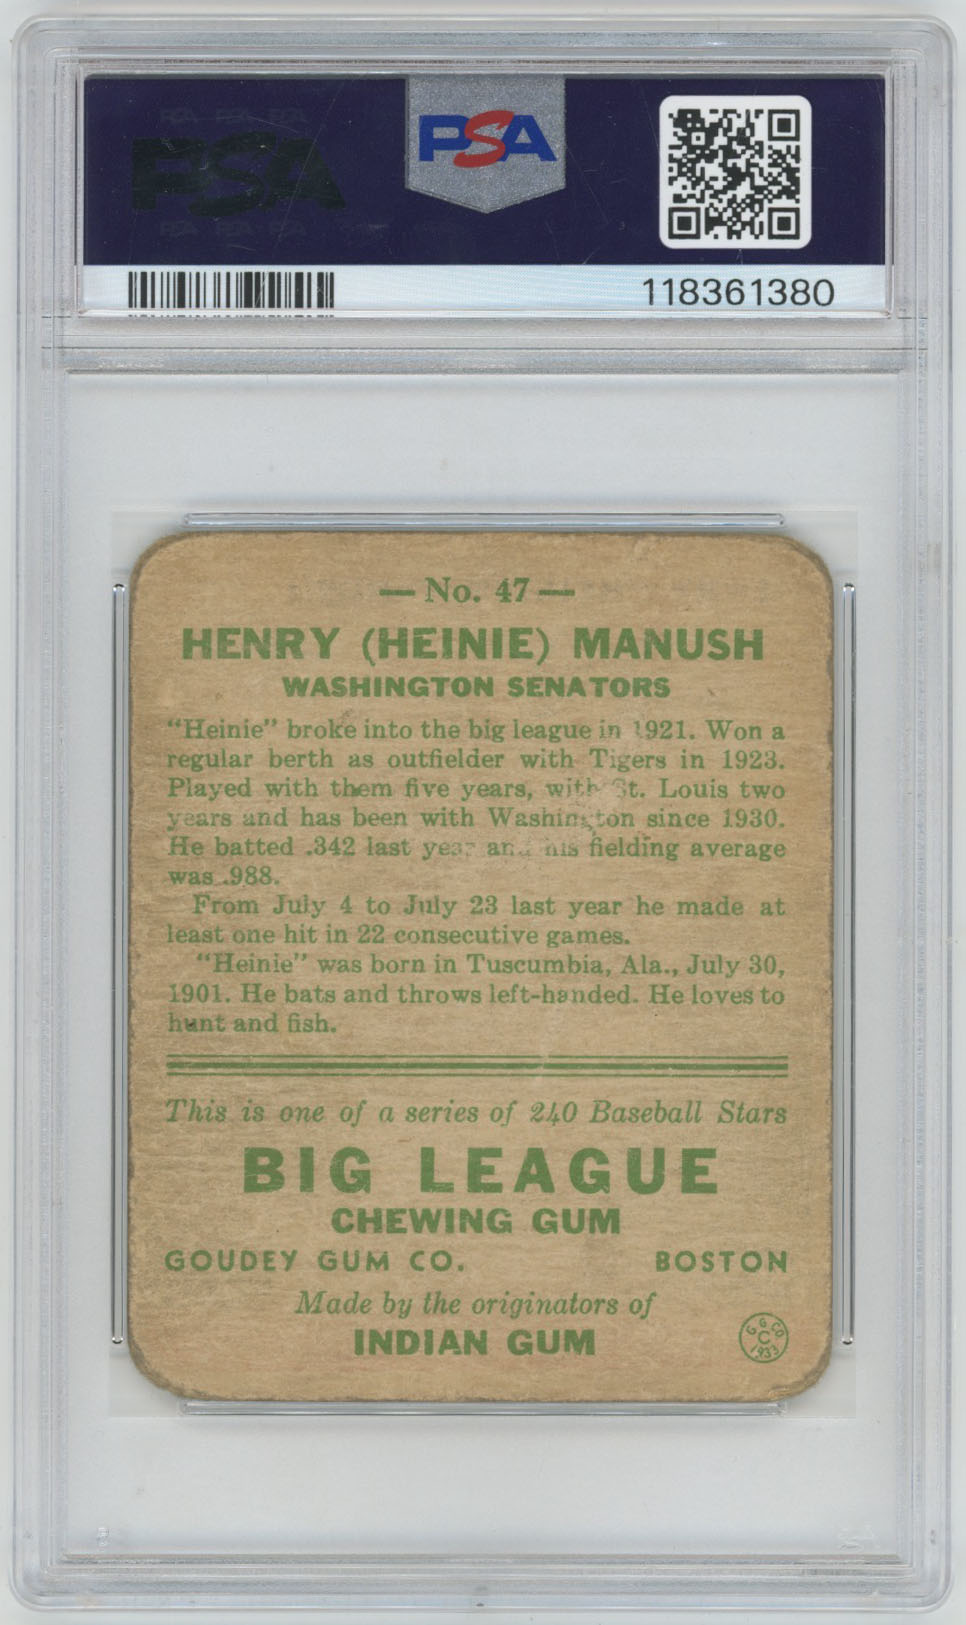 PSA PSA PSA
PSA
PSA PSA PSA
PSA
118361380
— No. 47 —
HENRY (HEINIE) MANUSH
WASHINGTON SENATORS
"Heinie" broke into the big league in 1921. Won a
regular berth as outfielder with Tigers in 1923.
Played with them five years, with St. Louis two
years and has been with Washington since 1930.
He batted .342 last year and his fielding average
was .988.
From July 4 to July 23 last year he made at
least one hit in 22 consecutive games.
"Heinie" was born in Tuscumbia, Ala., July 30,
1901. He bats and throws left-handed. He loves to
hunt and fish.
This is one of a series of 240 Baseball Stars
BIG LEAGUE
CHEWING GUM
GOUDEY GUM CO. BOSTON
Made by the originators of
INDIAN GUM
G. G. CO.
C
1933